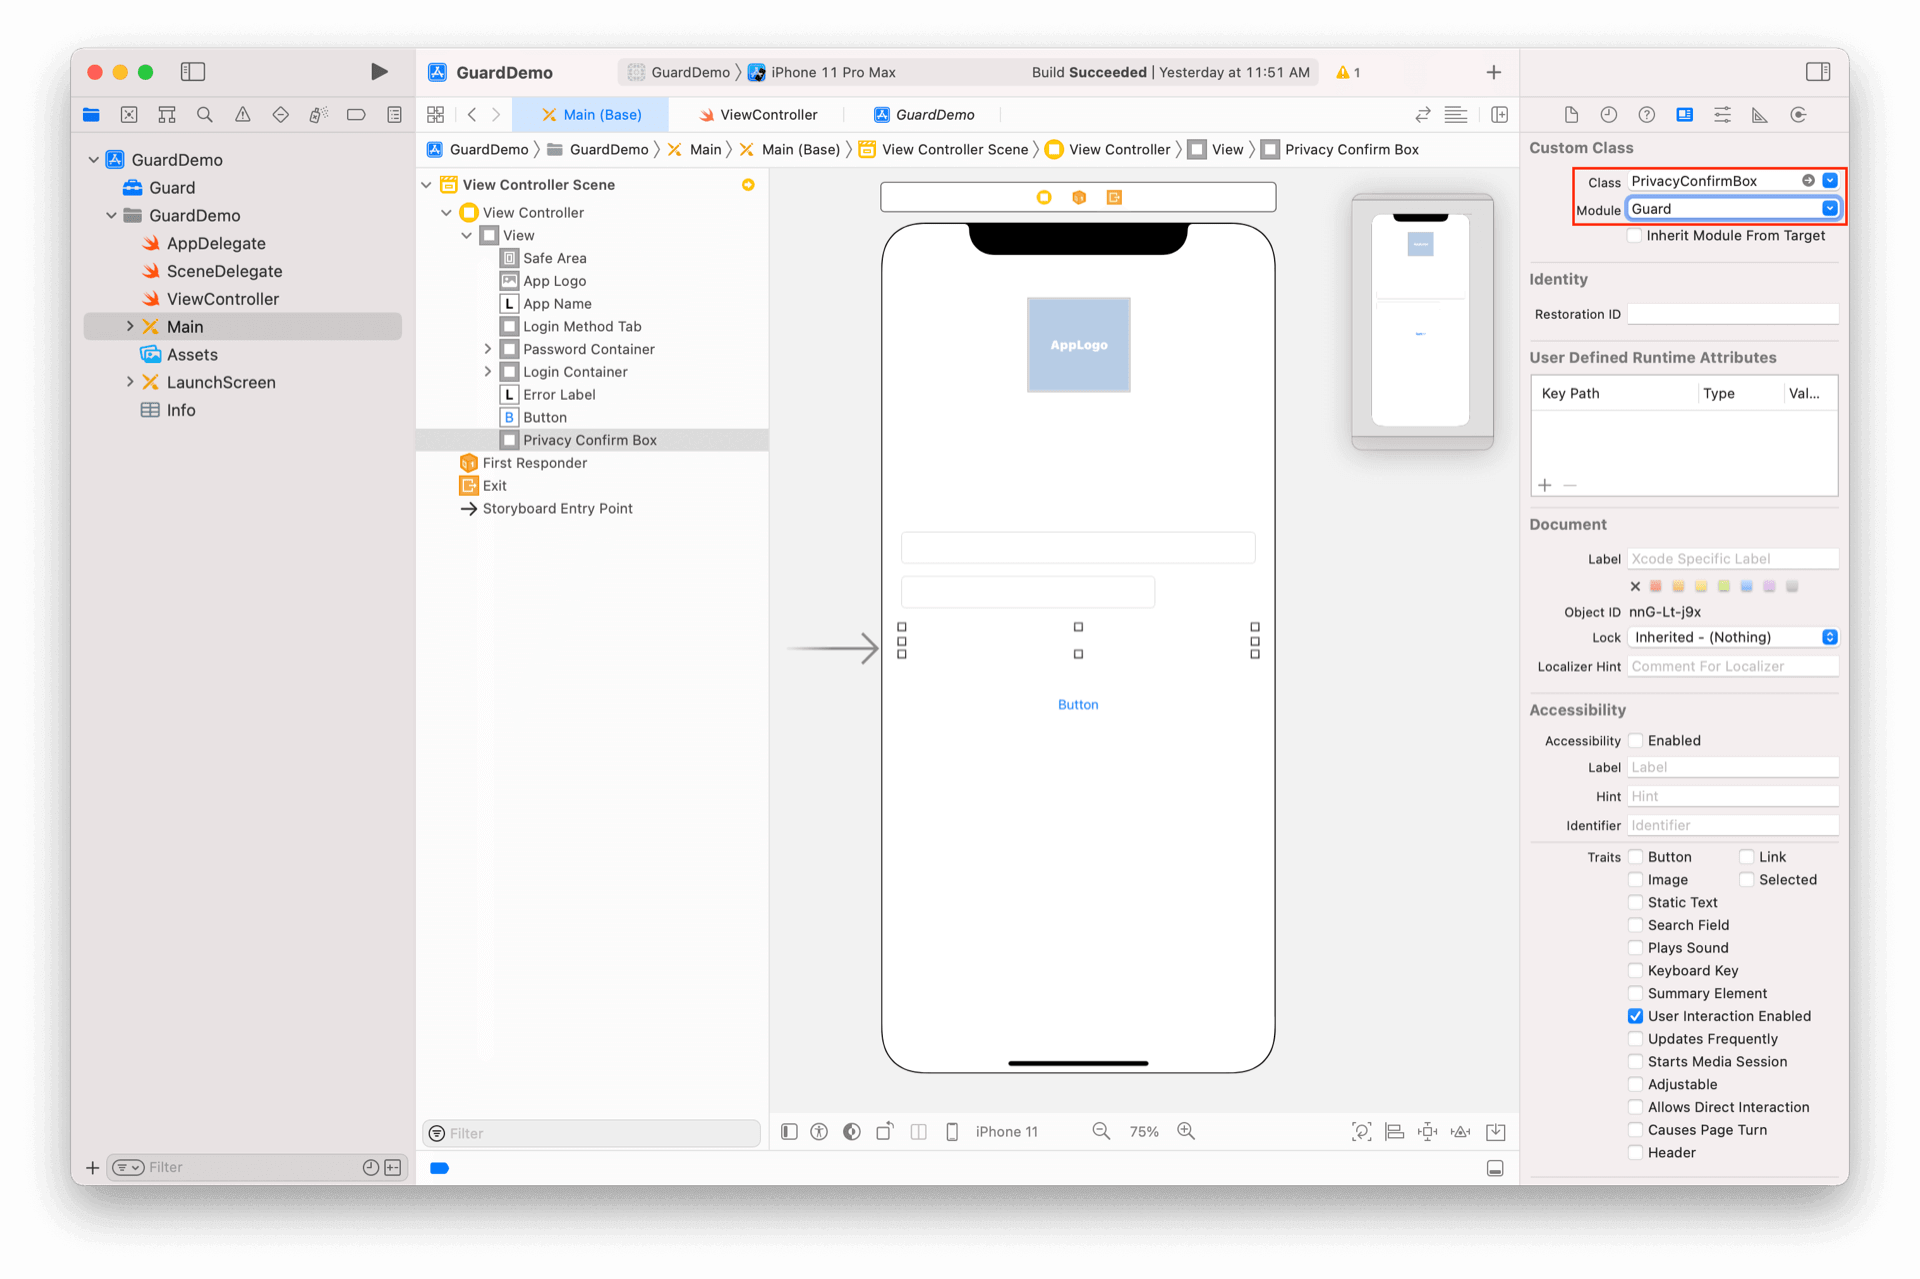 GuardDemo
GuardDemo 〉 iPhone 11 Pro Max
Build Succeeded | Yesterday at 11:51 AM
1
Main (Base)
ViewController
GuardDemo
GuardDemo 〉 GuardDemo 〉 Main 〉 Main (Base) 〉 View Controller Scene 〉 View Controller 〉 View 〉 Privacy Confirm Box
GuardDemo
Guard
GuardDemo
AppDelegate
SceneDelegate
ViewController
Main
Assets
LaunchScreen
Info
Filter
View Controller Scene
View Controller
View
Safe Area
App Logo
L App Name
Login Method Tab
Password Container
Login Container
L Error Label
B Button
Privacy Confirm Box
First Responder
Exit
Storyboard Entry Point
Filter
AppLogo
Button
iPhone 11
75%
Custom Class
Class PrivacyConfirmBox
Module Guard
Inherit Module From Target
Identity
Restoration ID
User Defined Runtime Attributes
Key Path Type Val...
Document
Label Xcode Specific Label
Object ID nnG-Lt-j9x
Lock Inherited - (Nothing)
Localizer Hint Comment For Localizer
Accessibility
Accessibility Enabled
Label Label
Hint Hint
Identifier Identifier
Traits Button Link
Image Selected
Static Text
Search Field
Plays Sound
Keyboard Key
Summary Element
User Interaction Enabled
Updates Frequently
Starts Media Session
Adjustable
Allows Direct Interaction
Causes Page Turn
Header